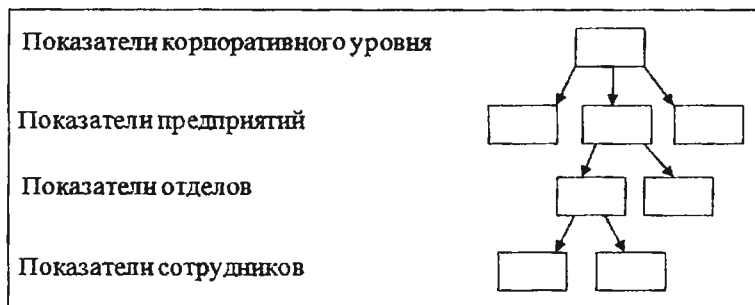 Показатели корпоративного уровня
Показатели предприятий
Показатели отделов
Показатели сотрудников